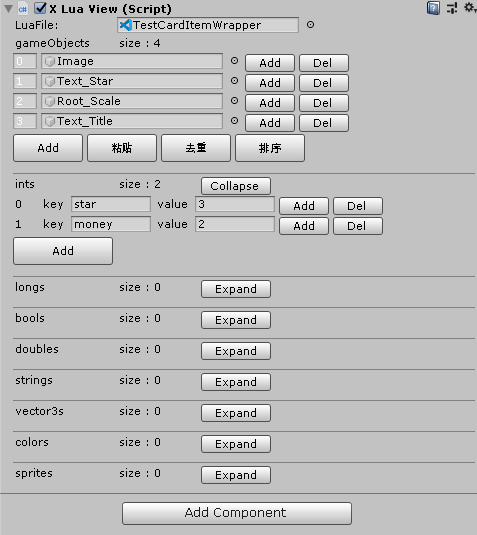 X Lua View (Script)
LuaFile: TestCardItemWrapper
gameObjects size : 4
0 Image Add Del
1 Text_Star Add Del
2 Root_Scale Add Del
3 Text_Title Add Del
Add 粘贴 去重 排序
ints size : 2 Collapse
0 key star value 3 Add Del
1 key money value 2 Add Del
Add
longs size : 0 Expand
bools size : 0 Expand
doubles size : 0 Expand
strings size : 0 Expand
vector3s size : 0 Expand
colors size : 0 Expand
sprites size : 0 Expand
Add Component